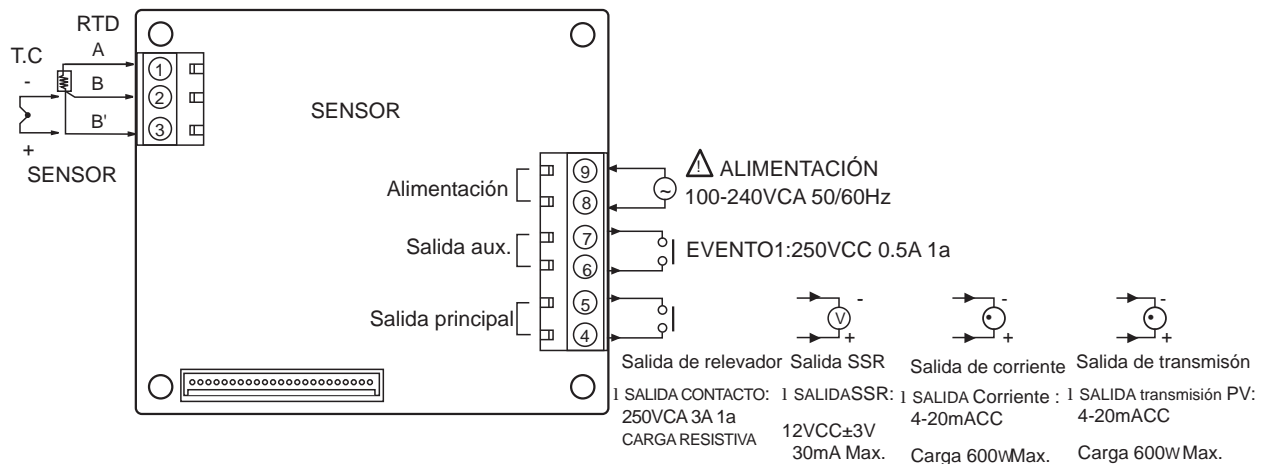 RTD
T.C
A
-
B
B'
+
SENSOR
1
2
3
SENSOR
Alimentación
Salida aux.
Salida principal
9
8
7
6
5
4
~
! ALIMENTACIÓN
100-240VCA 50/60Hz
EVENTO1:250VCC 0.5A 1a
Salida de relevador
l SALIDA CONTACTO:
250VCA 3A 1a
CARGA RESISTIVA
-
V
+
Salida SSR
l SALIDASSR:
12VCC±3V
30mA Max.
-
+
Salida de corriente
l SALIDA Corriente :
4-20mACC
Carga 600WMax.
-
+
Salida de transmisón
l SALIDA transmisión PV:
4-20mACC
Carga 600W Max.